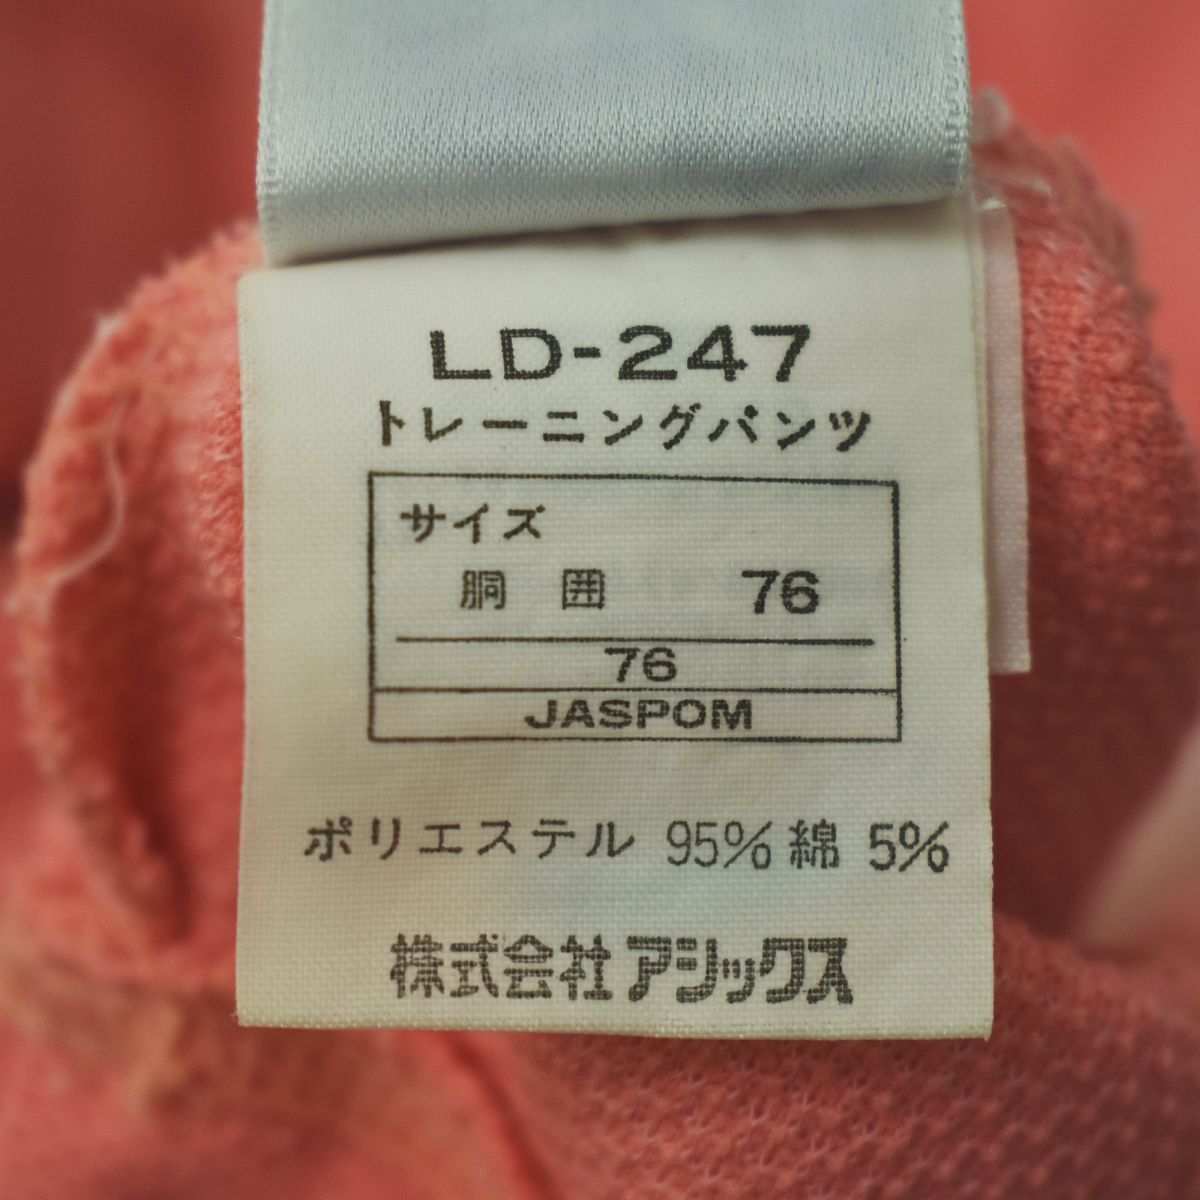 LD-247
トレーニングパンツ
サイズ
胴囲 76
76
JASPOM
ポリエステル 95% 綿 5%
株式会社アシックス